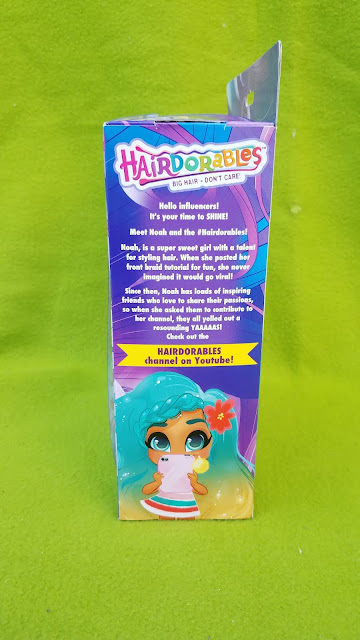 HAiRDORABLES™
BIG HAIR - DON'T CARE!
Hello influencers!
It's your time to SHINE!
Meet Noah and the #Hairdorables!
Noah, is a super sweet girl with a talent
for styling hair. When she posted her
front braid tutorial for fun, she never
imagined it would go viral!
Since then, Noah has loads of inspiring
friends who love to share their passions,
so when she asked them to contribute to
her channel, they all yelled out a
resounding YAAAAAS!
Check out the
HAIRDORABLES
channel on Youtube!